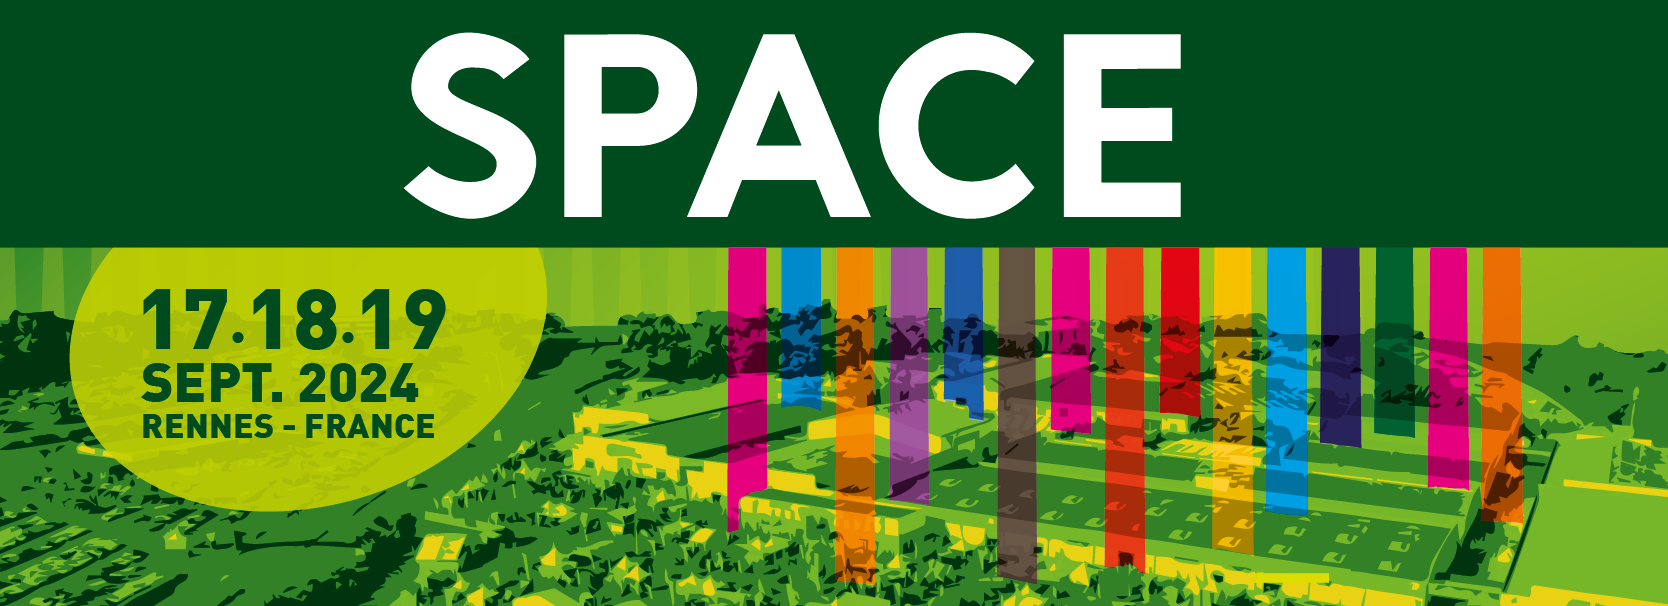 SPACE
17.18.19
SEPT. 2024
RENNES - FRANCE